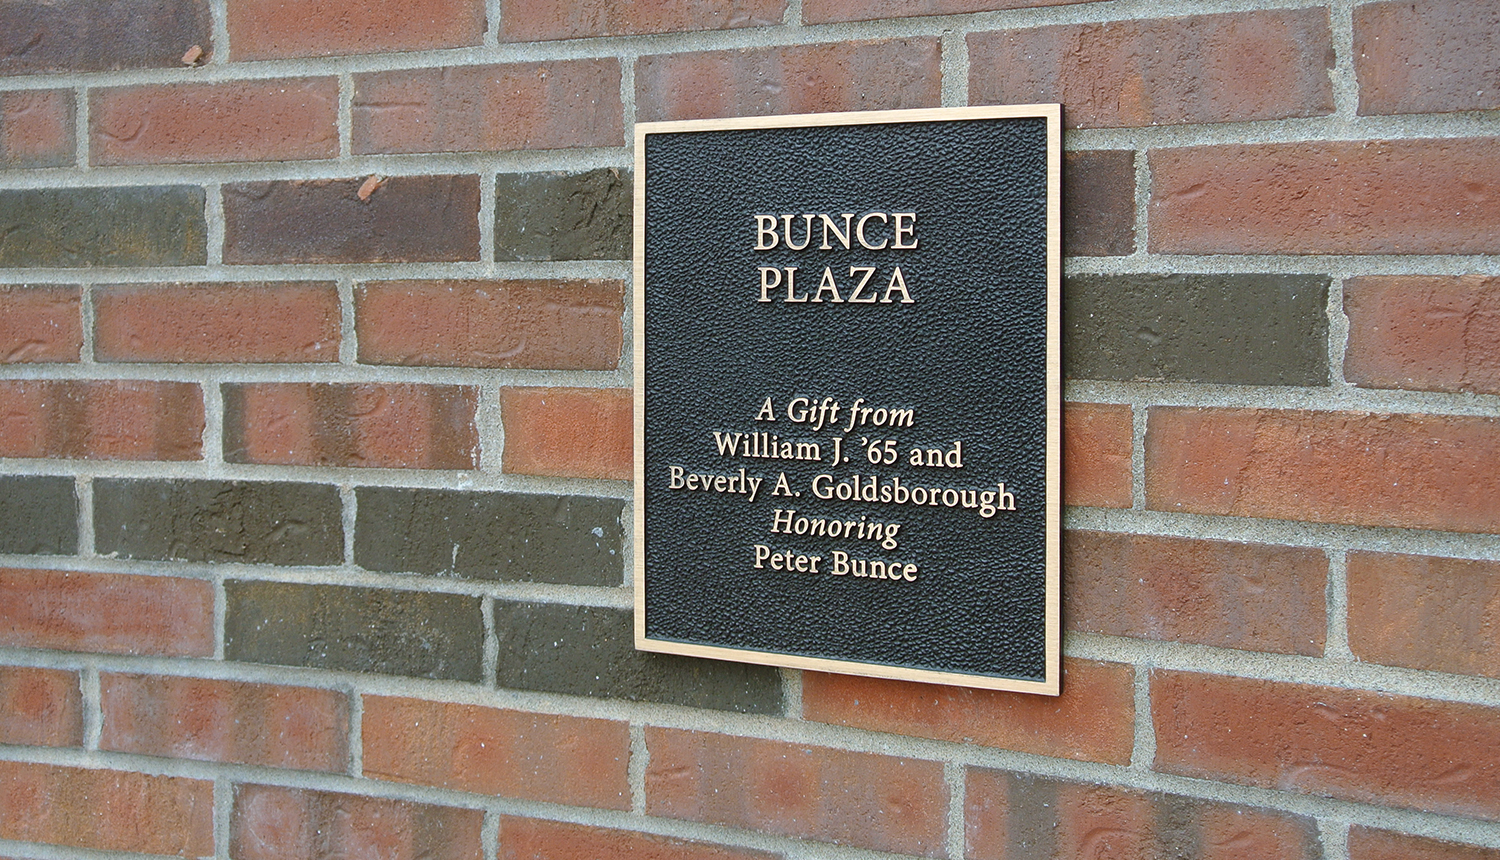 BUNCE
PLAZA
A Gift from
William J. ’65 and
Beverly A. Goldsborough
Honoring
Peter Bunce